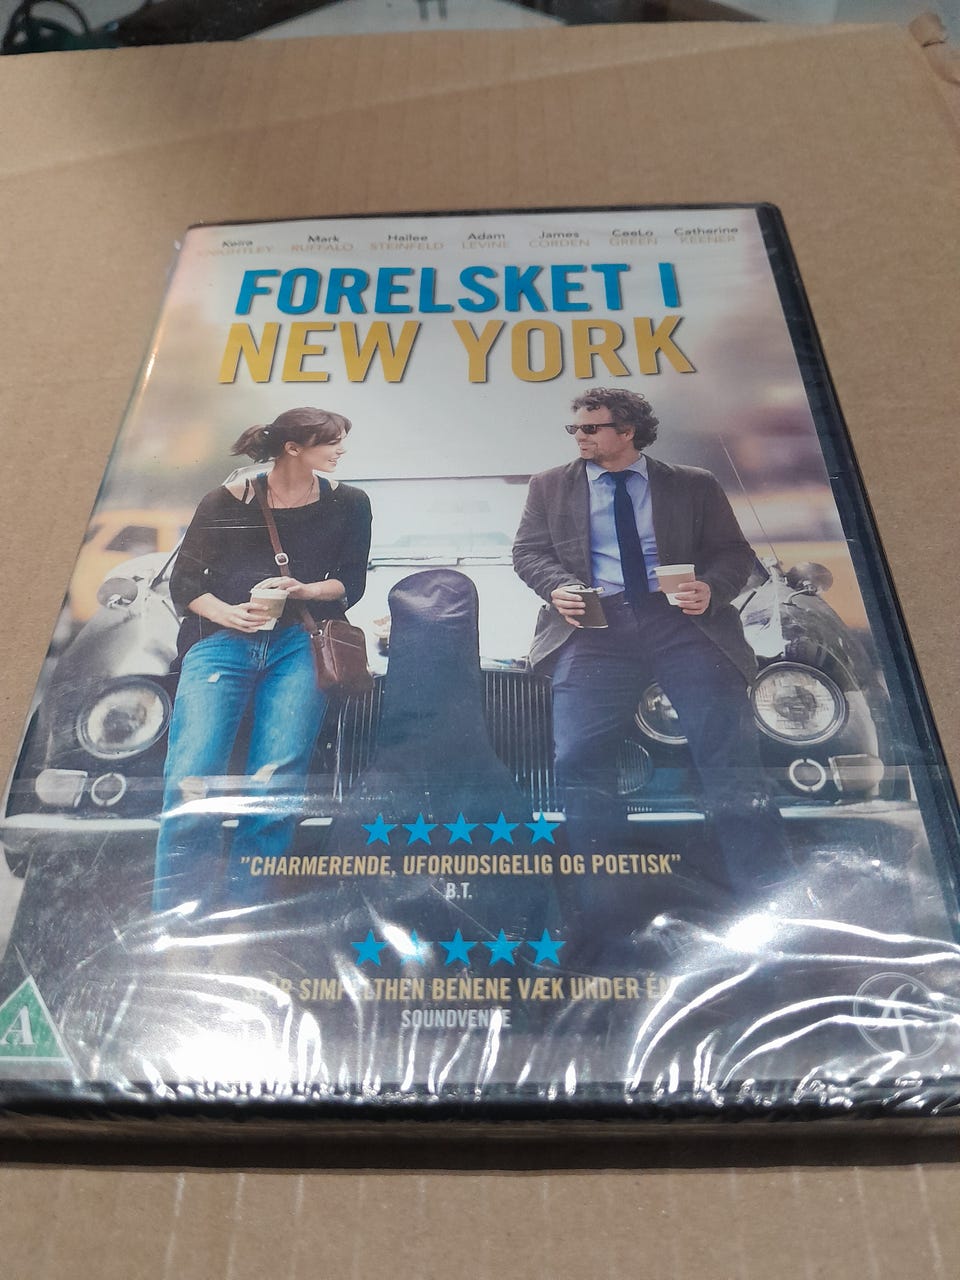 Keira Mark Hailee Adam James CeeLo Catherine
KNIGHTLEY RUFFALO STEINFELD LEVINE CORDEN GREEN KEENER
FORELSKET I
NEW YORK
"CHARMERENDE, UFORUDSIGELIG OG POETISK"
B.T.
SIMPELTHEN BENENE VÆK UNDER ÉN
SOUNDVENUE
A